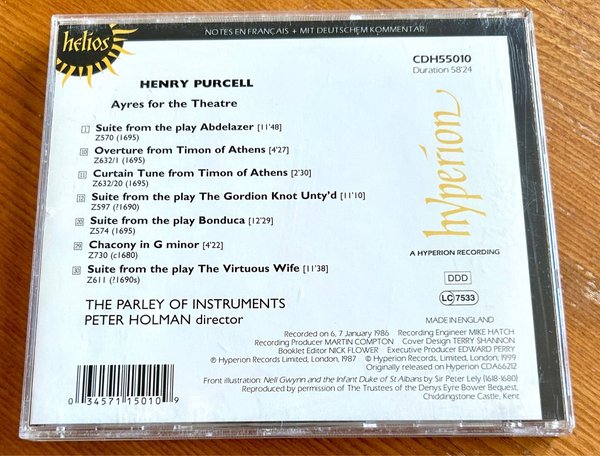 helios
NOTES EN FRANÇAIS + MIT DEUTSCHEM KOMMENTAR
CDH55010
Duration 58'24
HENRY PURCELL
Ayres for the Theatre
1 Suite from the play Abdelazer [11'48]
Z570 (1695)
10 Overture from Timon of Athens [4'27]
Z632/1 (1695)
11 Curtain Tune from Timon of Athens [2'30]
Z632/20 (1695)
12 Suite from the play The Gordion Knot Unty'd [11'10]
Z597 (?1690)
20 Suite from the play Bonduca [12'29]
Z574 (1695)
29 Chacony in G minor [4'22]
Z730 (c1680)
30 Suite from the play The Virtuous Wife [11'38]
Z611 (?1690s)
hyperion
A HYPERION RECORDING
DDD
LC 7533
THE PARLEY OF INSTRUMENTS
PETER HOLMAN director
MADE IN ENGLAND
Recorded on 6, 7 January 1986 Recording Engineer MIKE HATCH
Recording Producer MARTIN COMPTON Cover Design TERRY SHANNON
Booklet Editor NICK FLOWER Executive Producer EDWARD PERRY
℗ Hyperion Records Limited, London, 1987 © Hyperion Records Limited, London, 1999
Originally released on Hyperion CDA66212
Front illustration: Nell Gwynn and the Infant Duke of St Albans by Sir Peter Lely (1618-1680)
Reproduced by permission of The Trustees of the Denys Eyre Bower Bequest,
Chiddingstone Castle, Kent
0 34571 15010 9